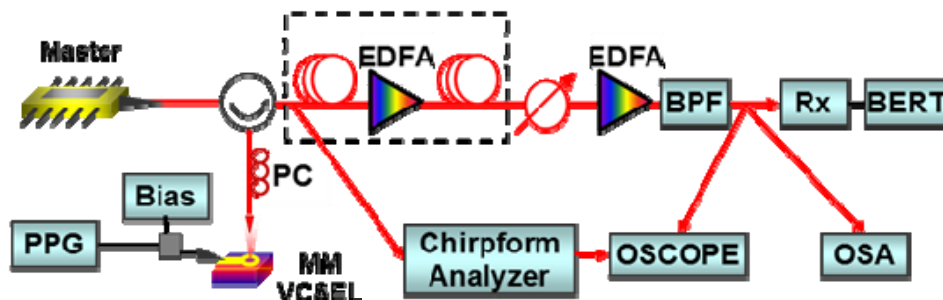 Master
EDFA
EDFA
BPF
Rx
BERT
PC
Bias
PPG
MM
VCSEL
Chirpform
Analyzer
OSCOPE
OSA